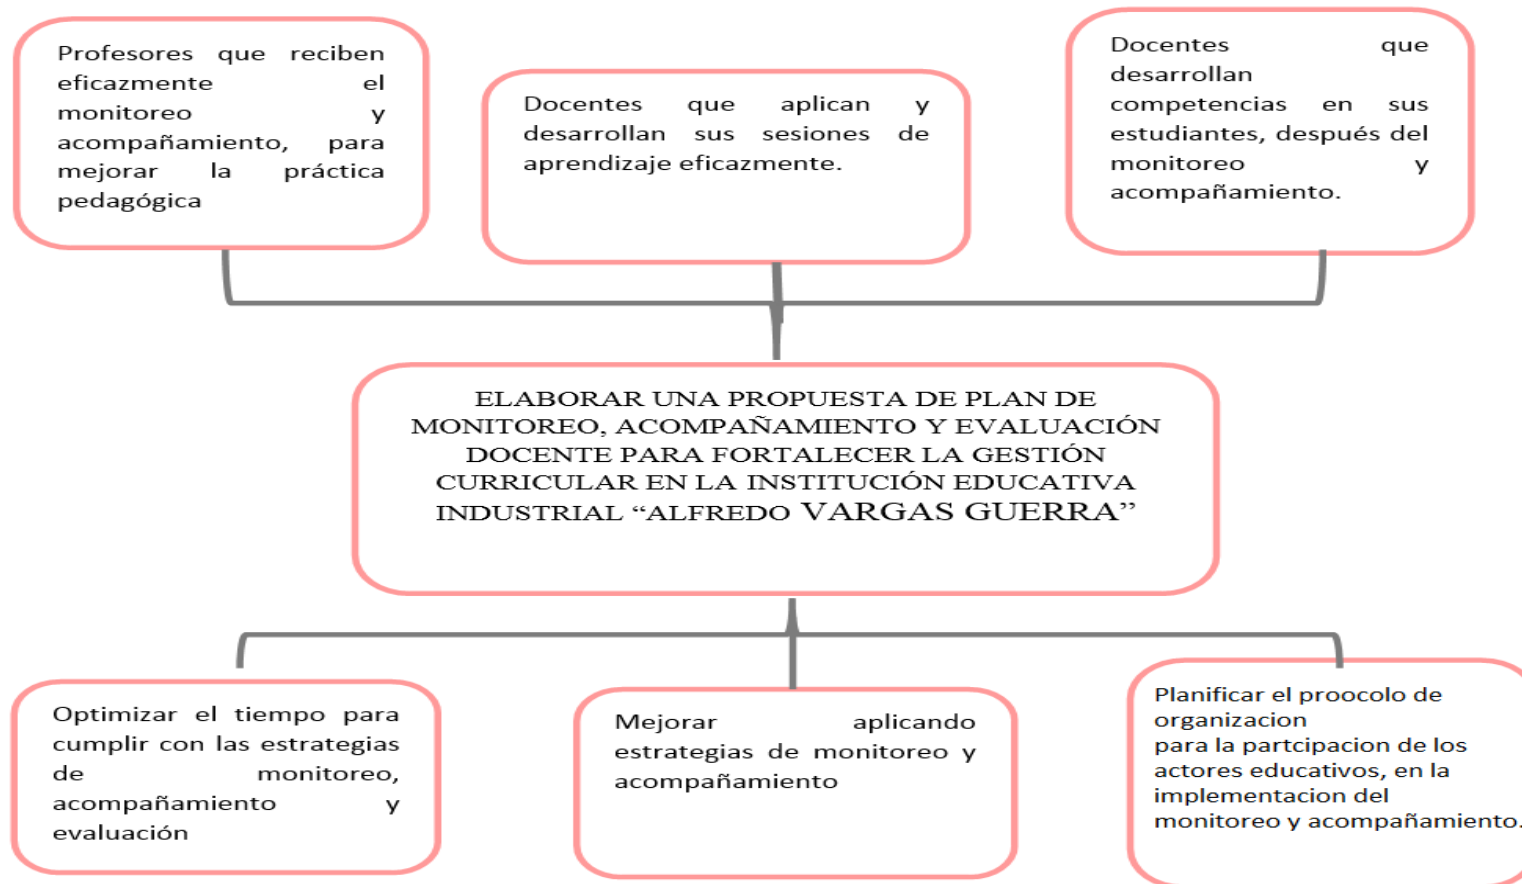 Profesores que reciben
eficazmente el
monitoreo y
acompañamiento, para
mejorar la práctica
pedagógica
Docentes que aplican y
desarrollan sus sesiones de
aprendizaje eficazmente.
Docentes que
desarrollan
competencias en sus
estudiantes, después del
monitoreo y
acompañamiento.
ELABORAR UNA PROPUESTA DE PLAN DE
MONITOREO, ACOMPAÑAMIENTO Y EVALUACIÓN
DOCENTE PARA FORTALECER LA GESTIÓN
CURRICULAR EN LA INSTITUCIÓN EDUCATIVA
INDUSTRIAL “ALFREDO VARGAS GUERRA”
Optimizar el tiempo para
cumplir con las estrategias
de monitoreo,
acompañamiento y
evaluación
Mejorar aplicando
estrategias de monitoreo y
acompañamiento
Planificar el proocolo de
organizacion
para la partcipacion de los
actores educativos, en la
implementacion del
monitoreo y acompañamiento.